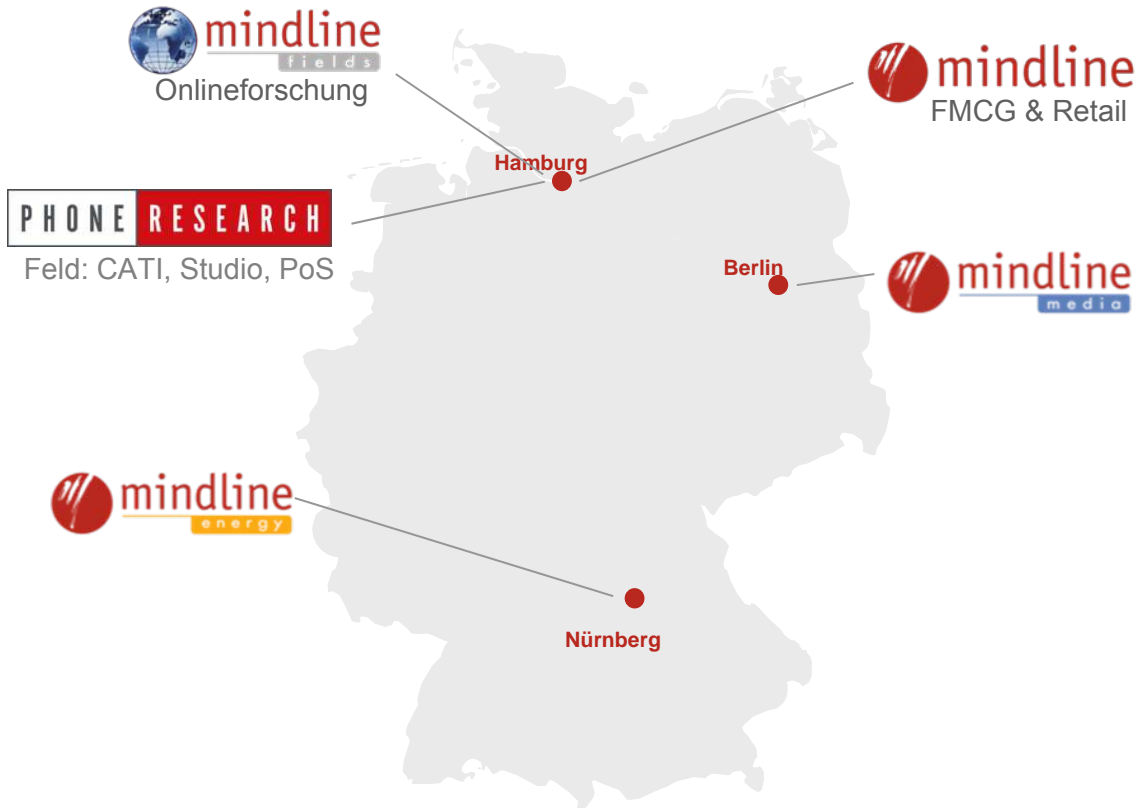 mindline
fields
Onlineforschung
mindline
FMCG & Retail
Hamburg
PHONE RESEARCH
Feld: CATI, Studio, PoS
Berlin
mindline
media
mindline
energy
Nürnberg